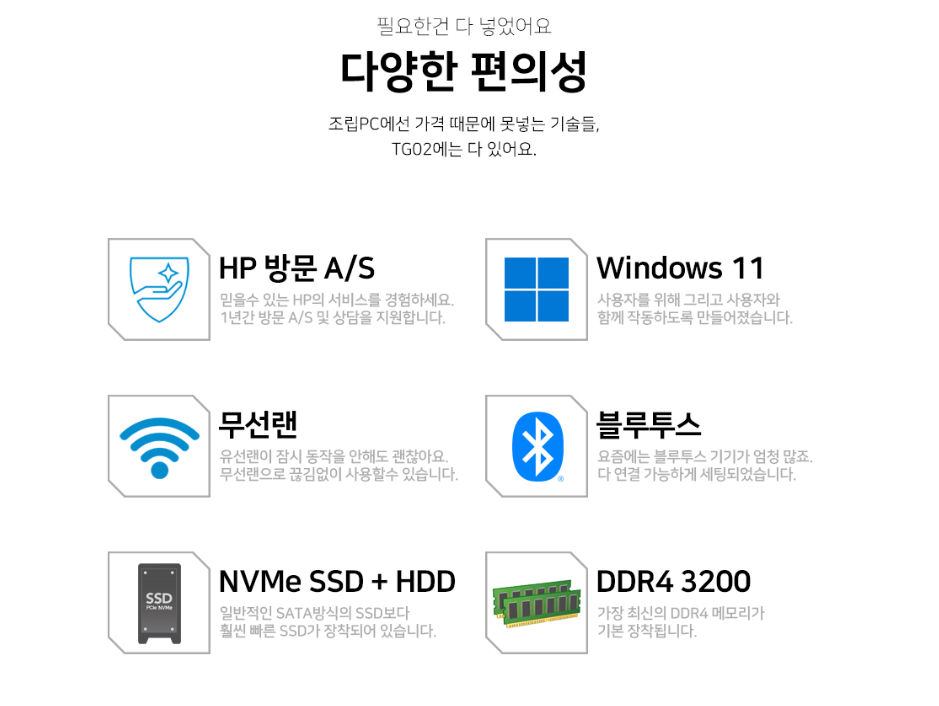 필요한건 다 넣었어요
다양한 편의성
조립PC에선 가격 때문에 못넣는 기술들,
TG02에는 다 있어요.
HP 방문 A/S
믿을수 있는 HP의 서비스를 경험하세요.
1년간 방문 A/S 및 상담을 지원합니다.
Windows 11
사용자를 위해 그리고 사용자와
함께 작동하도록 만들어졌습니다.
무선랜
유선랜이 잠시 동작을 안해도 괜찮아요.
무선랜으로 끊김없이 사용할수 있습니다.
블루투스
요즘에는 블루투스 기기가 엄청 많죠.
다 연결 가능하게 세팅되었습니다.
®
SSD
PCIe NVMe
NVMe SSD + HDD
일반적인 SATA방식의 SSD보다
훨씬 빠른 SSD가 장착되어 있습니다.
DDR4 3200
가장 최신의 DDR4 메모리가
기본 장착됩니다.